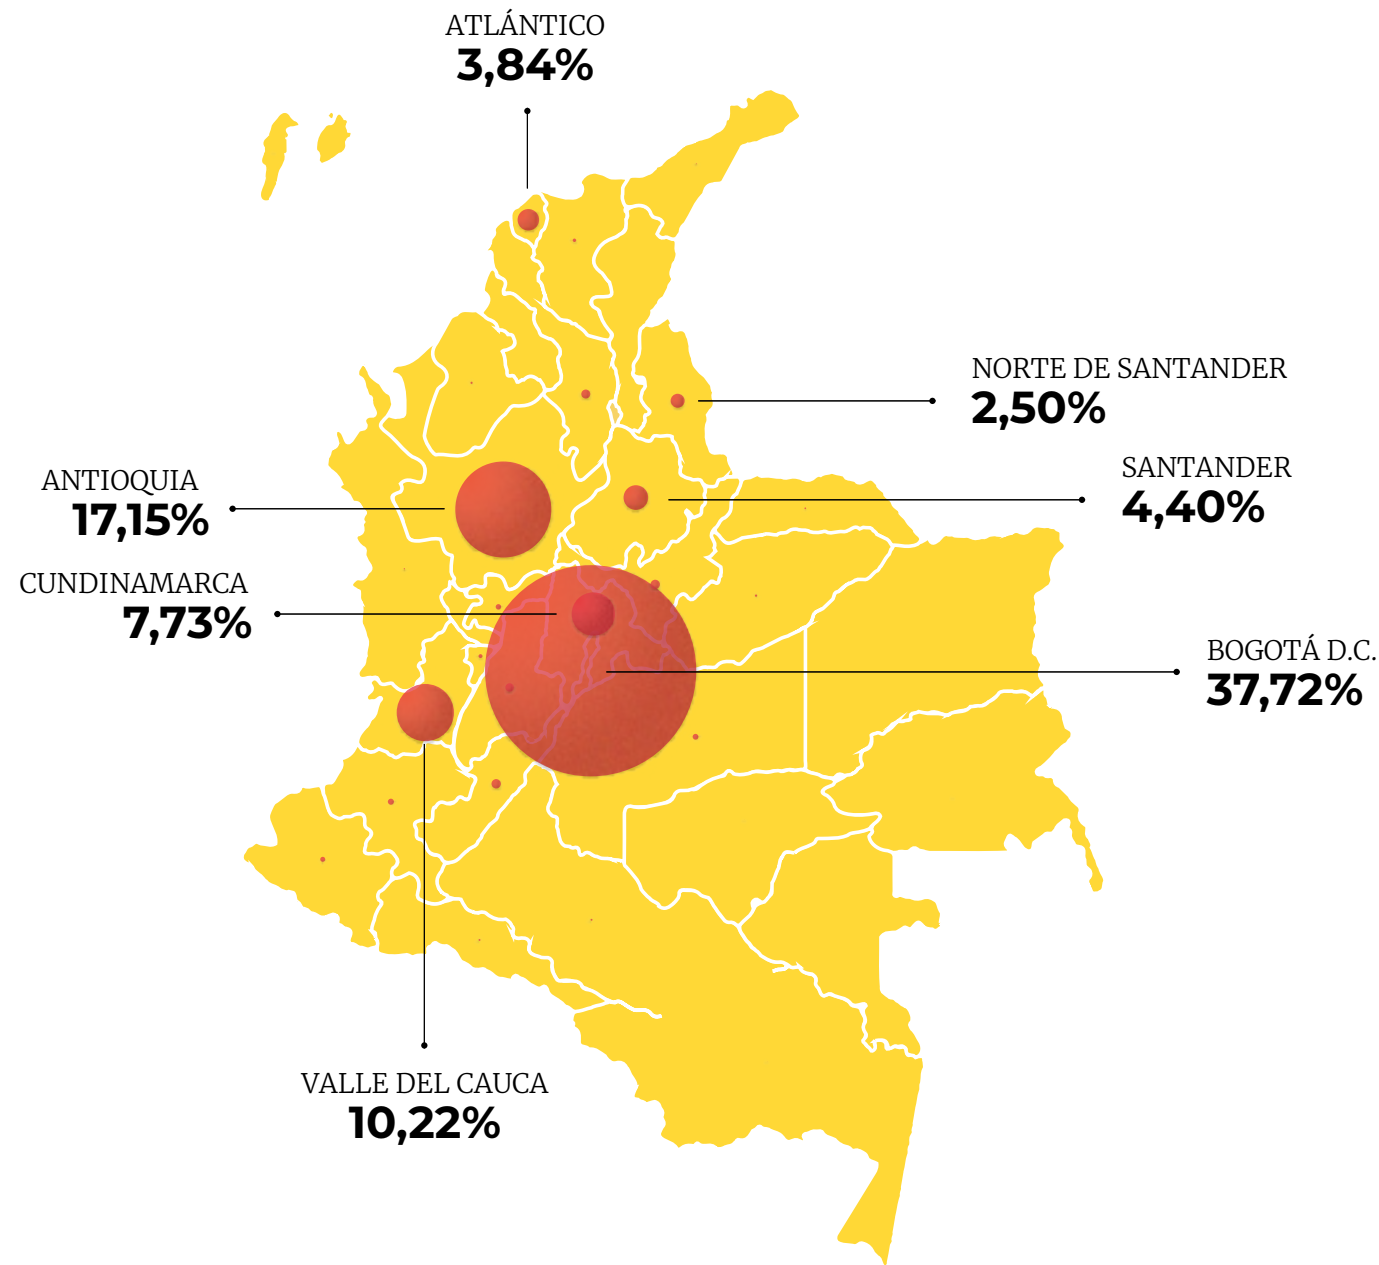 ATLÁNTICO
3,84%
NORTE DE SANTANDER
2,50%
SANTANDER
4,40%
ANTIOQUIA
17,15%
CUNDINAMARCA
7,73%
BOGOTÁ D.C.
37,72%
VALLE DEL CAUCA
10,22%